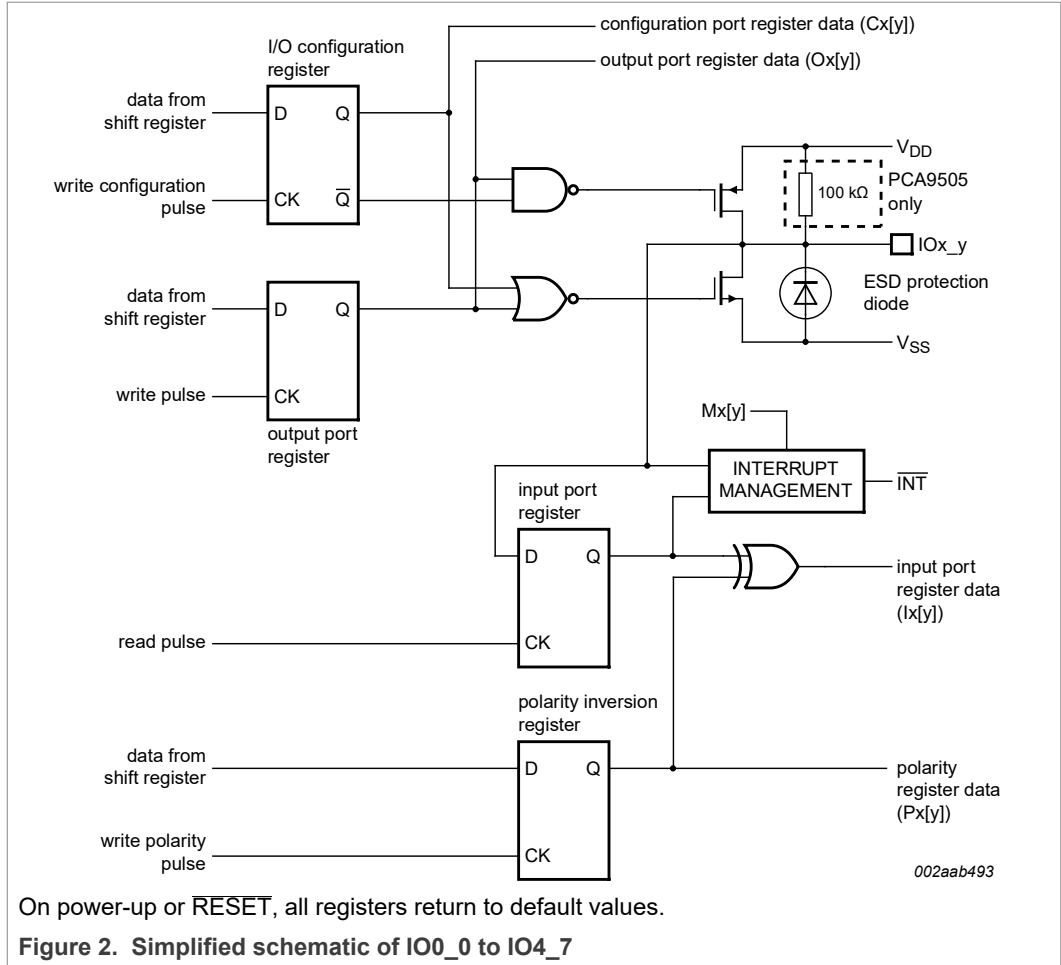 configuration port register data (Cx[y])
I/O configuration
register
output port register data (Ox[y])
data from
shift register
D
Q
write configuration
pulse
CK
Q̅
VDD
100 kΩ
PCA9505
only
IOx_y
ESD protection
diode
VSS
data from
shift register
D
Q
write pulse
CK
output port
register
Mx[y]
INTERRUPT
MANAGEMENT
I̅N̅T̅
input port
register
D
Q
input port
register data
(Ix[y])
read pulse
CK
polarity inversion
register
data from
shift register
D
Q
polarity
register data
(Px[y])
write polarity
pulse
CK
002aab493
On power-up or R̅E̅S̅E̅T̅, all registers return to default values.
Figure 2. Simplified schematic of IO0_0 to IO4_7